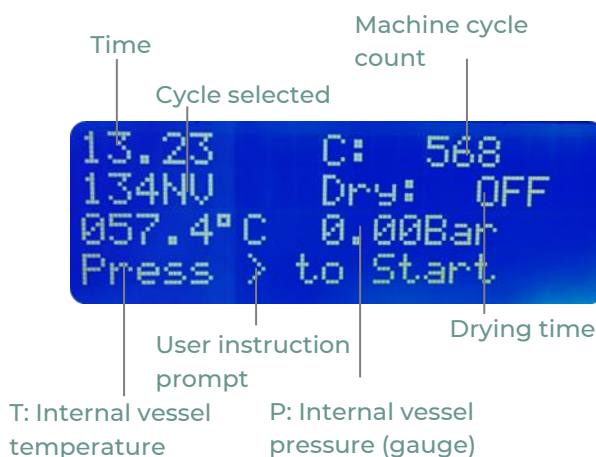 Time
Machine cycle
count
Cycle selected
13.23 C: 568
134NV Dry: OFF
057.4°C 0.00Bar
Press > to Start
User instruction
prompt
Drying time
T: Internal vessel
temperature
P: Internal vessel
pressure (gauge)